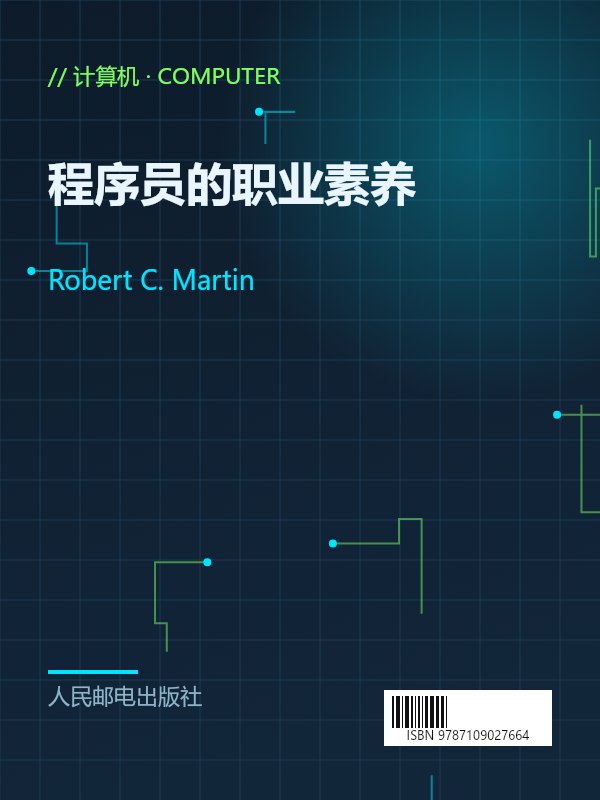 // 计算机 · COMPUTER
程序员的职业素养
Robert C. Martin
人民邮电出版社
ISBN 9787109027664